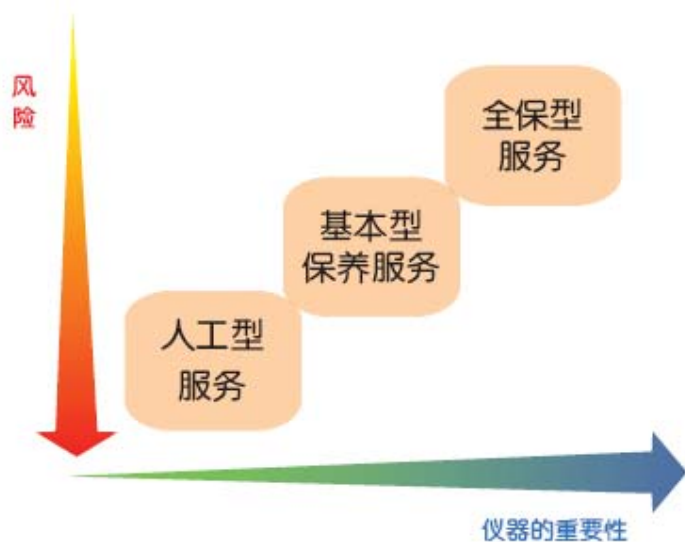 风
险
全保型
服务
基本型
保养服务
人工型
服务
仪器的重要性